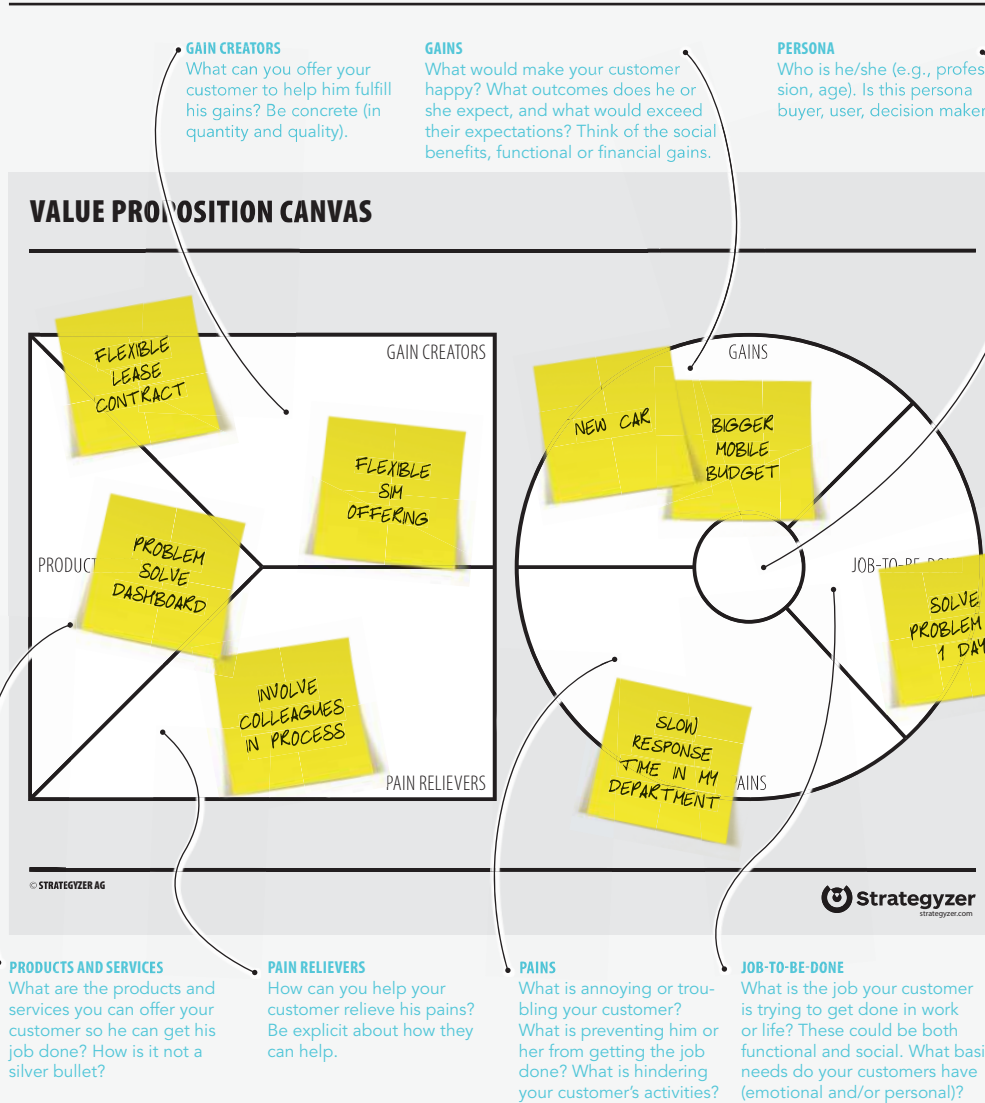 GAIN CREATORS
What can you offer your
customer to help him fulfill
his gains? Be concrete (in
quantity and quality).
GAINS
What would make your customer
happy? What outcomes does he or
she expect, and what would exceed
their expectations? Think of the social
benefits, functional or financial gains.
PERSONA
Who is he/she (e.g., profes-
sion, age). Is this persona
buyer, user, decision maker
VALUE PROPOSITION CANVAS
FLEXIBLE
LEASE
CONTRACT
GAIN CREATORS
FLEXIBLE
SIM
OFFERING
PRODUCT
PROBLEM
SOLVE
DASHBOARD
INVOLVE
COLLEAGUES
IN PROCESS
PAIN RELIEVERS
GAINS
NEW CAR
BIGGER
MOBILE
BUDGET
JOB-TO-BE-DONE
SOLVE
PROBLEM
1 DAY
SLOW
RESPONSE
TIME IN MY
DEPARTMENT
PAINS
© STRATEGYZER AG
Strategyzer
strategyzer.com
PRODUCTS AND SERVICES
What are the products and
services you can offer your
customer so he can get his
job done? How is it not a
silver bullet?
PAIN RELIEVERS
How can you help your
customer relieve his pains?
Be explicit about how they
can help.
PAINS
What is annoying or trou-
bling your customer?
What is preventing him or
her from getting the job
done? What is hindering
your customer's activities?
JOB-TO-BE-DONE
What is the job your customer
is trying to get done in work
or life? These could be both
functional and social. What basi
needs do your customers have
(emotional and/or personal)?